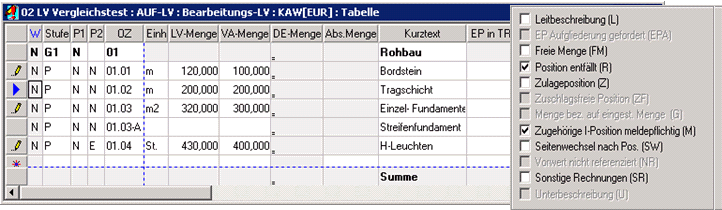 02 LV Vergleichstest : AUF-LV : Bearbeitungs-LV : KAW[EUR] : Tabelle
W Stufe P1 P2 OZ Einh LV-Menge VA-Menge DE-Menge Abs.Menge Kurztext EP in TR
N G1 N 01 Rohbau
N P N N 01.01 m 120,000 100,000 Bordstein
N P N N 01.02 m 200,000 200,000 Tragschicht
N P N N 01.03 m2 320,000 300,000 Einzel- Fundamente
N P N N 01.03-A Streifenfundament
N P N E 01.04 St. 430,000 400,000 H-Leuchten
Summe
Leitbeschreibung (L)
EP Aufgliederung gefordert (EPA)
Freie Menge (FM)
Position entfällt (R)
Zulageposition (Z)
Zuschlagsfreie Position (ZF)
Menge bez. auf eingest. Menge (G)
Zugehörige I-Position meldepflichtig (M)
Seitenwechsel nach Pos. (SW)
Vorwert nicht referenziert (NR)
Sonstige Rechnungen (SR)
Unterbeschreibung (U)